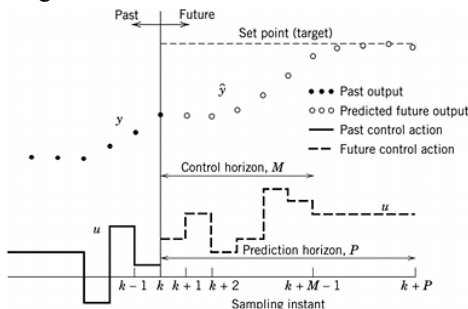 Past
Future
Set point (target)
ŷ
y
Past output
Predicted future output
Past control action
Future control action
Control horizon, M
u
u
Prediction horizon, P
k – 1 k k + 1 k + 2 k + M – 1 k + P
Sampling instant